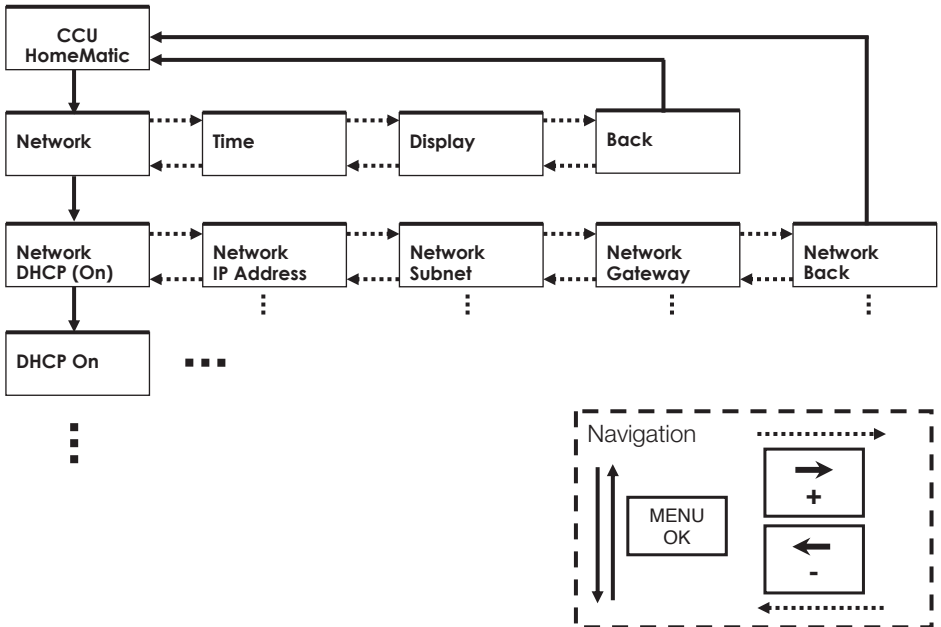 CCU
HomeMatic
Network
Time
Display
Back
Network
DHCP (On)
Network
IP Address
Network
Subnet
Network
Gateway
Network
Back
DHCP On
Navigation
MENU
OK
+
-